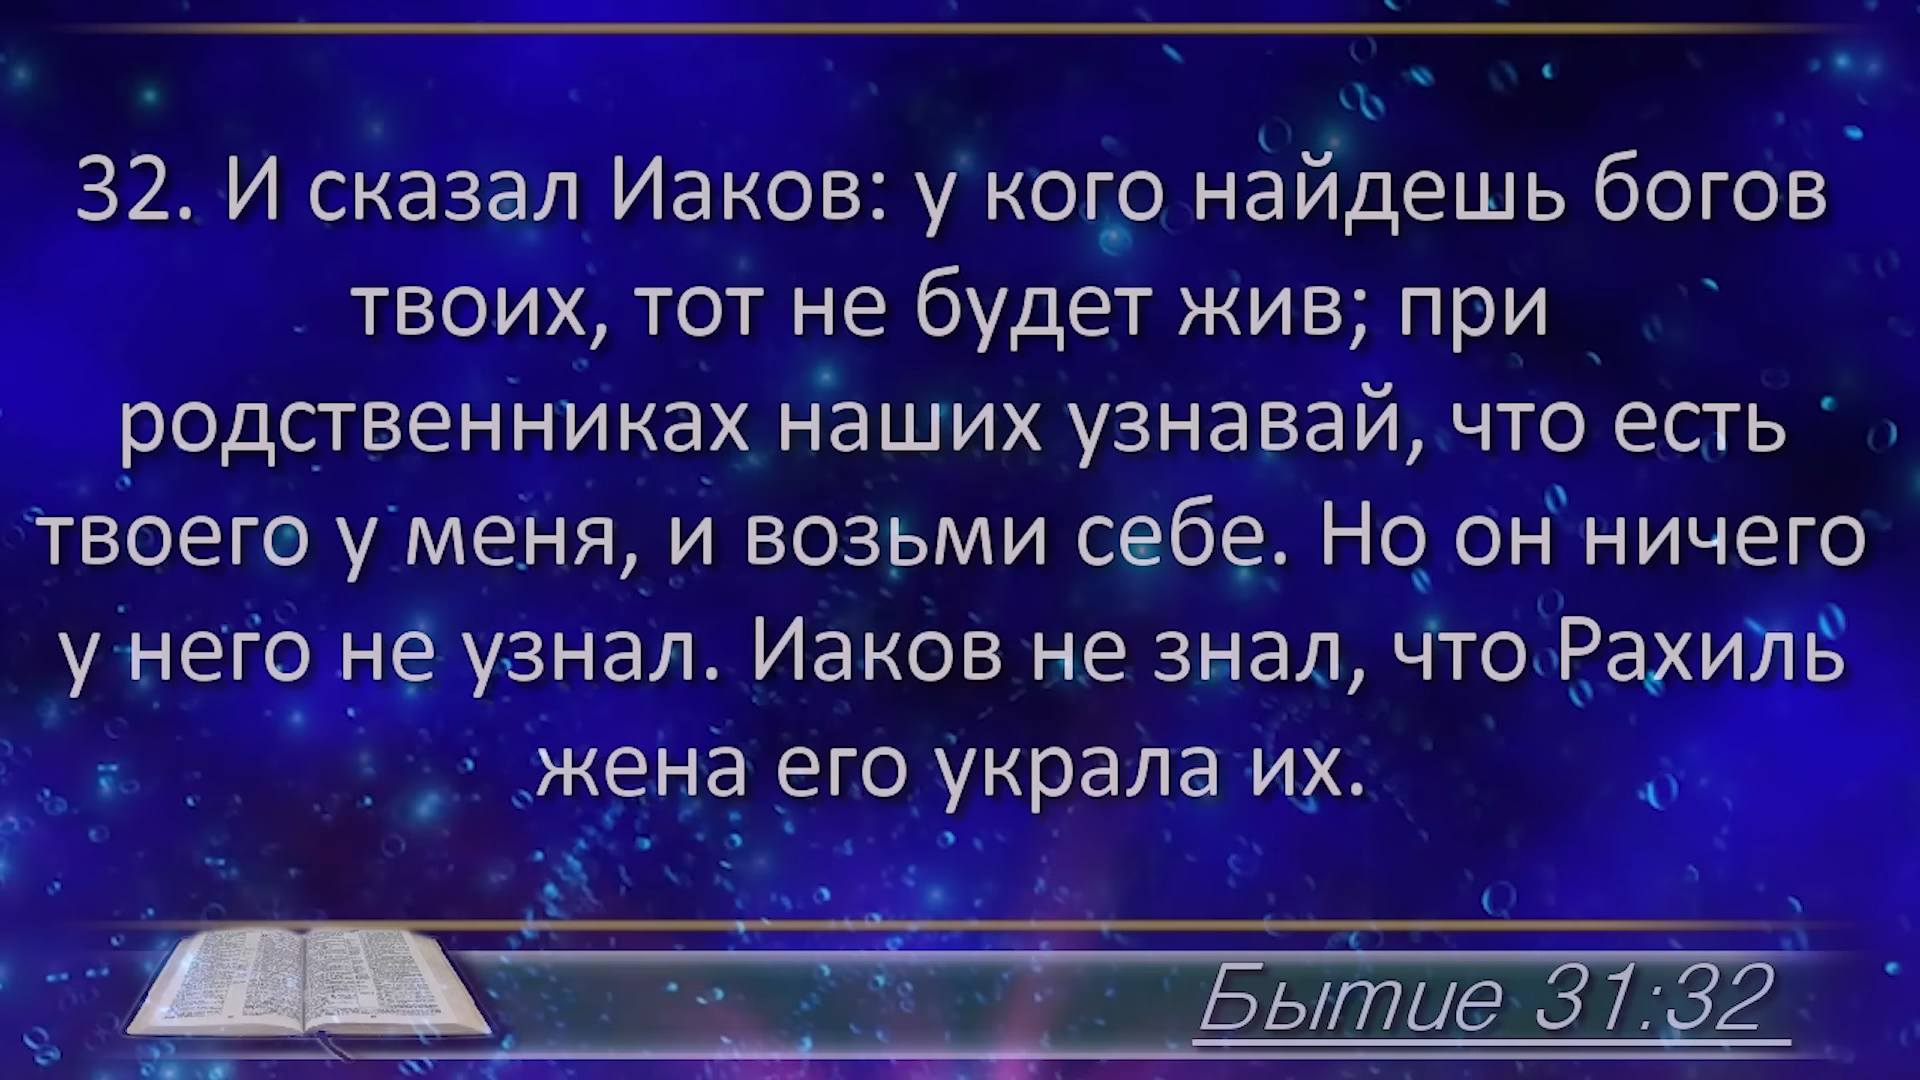 32. И сказал Иаков: у кого найдешь богов
твоих, тот не будет жив; при
родственниках наших узнавай, что есть
твоего у меня, и возьми себе. Но он ничего
у него не узнал. Иаков не знал, что Рахиль
жена его украла их.
Бытие 31:32